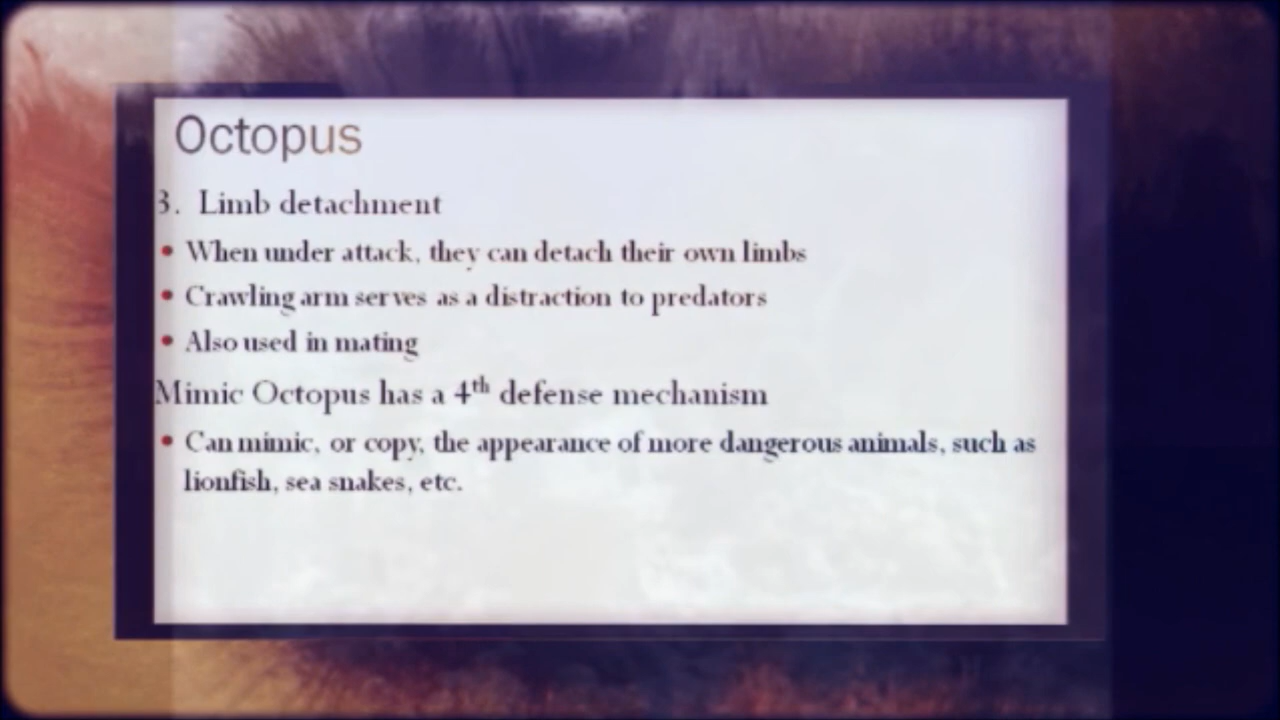 Octopus
3. Limb detachment
• When under attack, they can detach their own limbs
• Crawling arm serves as a distraction to predators
• Also used in mating
Mimic Octopus has a 4th defense mechanism
• Can mimic, or copy, the appearance of more dangerous animals, such as
lionfish, sea snakes, etc.